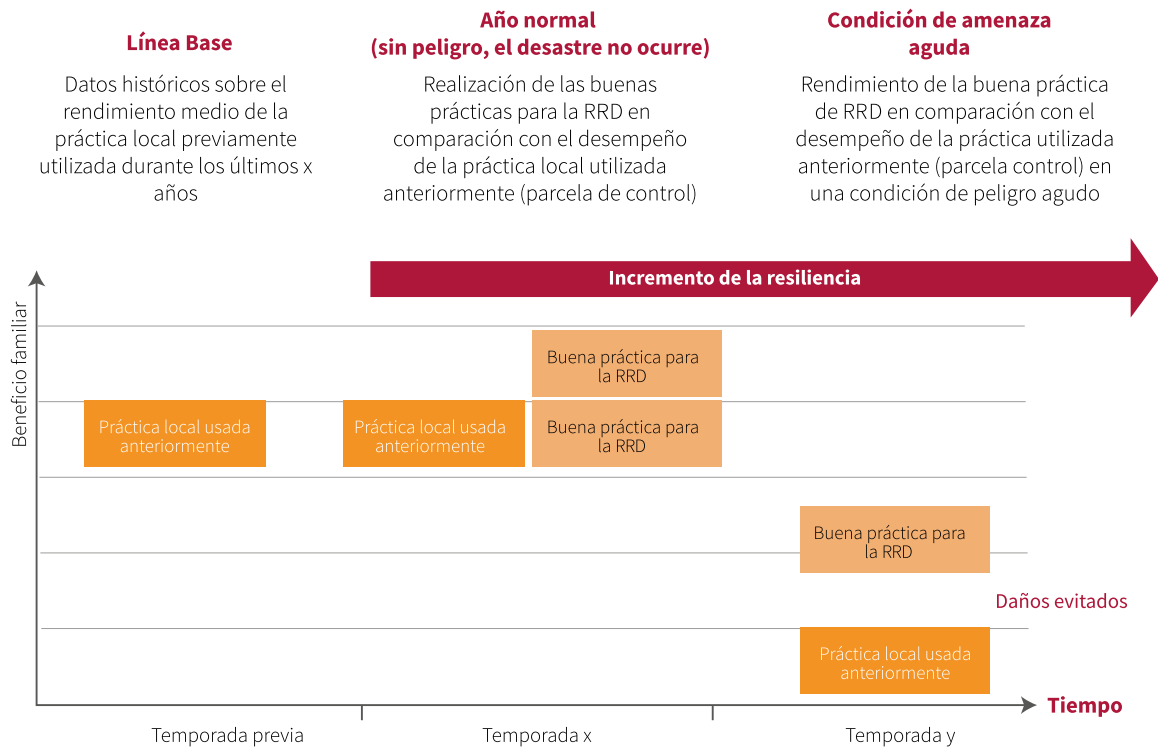 Línea Base
Datos históricos sobre el
rendimiento medio de la
práctica local previamente
utilizada durante los últimos x
años
Año normal
(sin peligro, el desastre no ocurre)
Realización de las buenas
prácticas para la RRD en
comparación con el desempeño
de la práctica local utilizada
anteriormente (parcela de control)
Condición de amenaza
aguda
Rendimiento de la buena práctica
de RRD en comparación con el
desempeño de la práctica utilizada
anteriormente (parcela control) en
una condición de peligro agudo
Incremento de la resiliencia
Beneficio familiar
Práctica local usada
anteriormente
Práctica local usada
anteriormente
Buena práctica para
la RRD
Buena práctica para
la RRD
Buena práctica para
la RRD
Daños evitados
Práctica local usada
anteriormente
Tiempo
Temporada previa
Temporada x
Temporada y